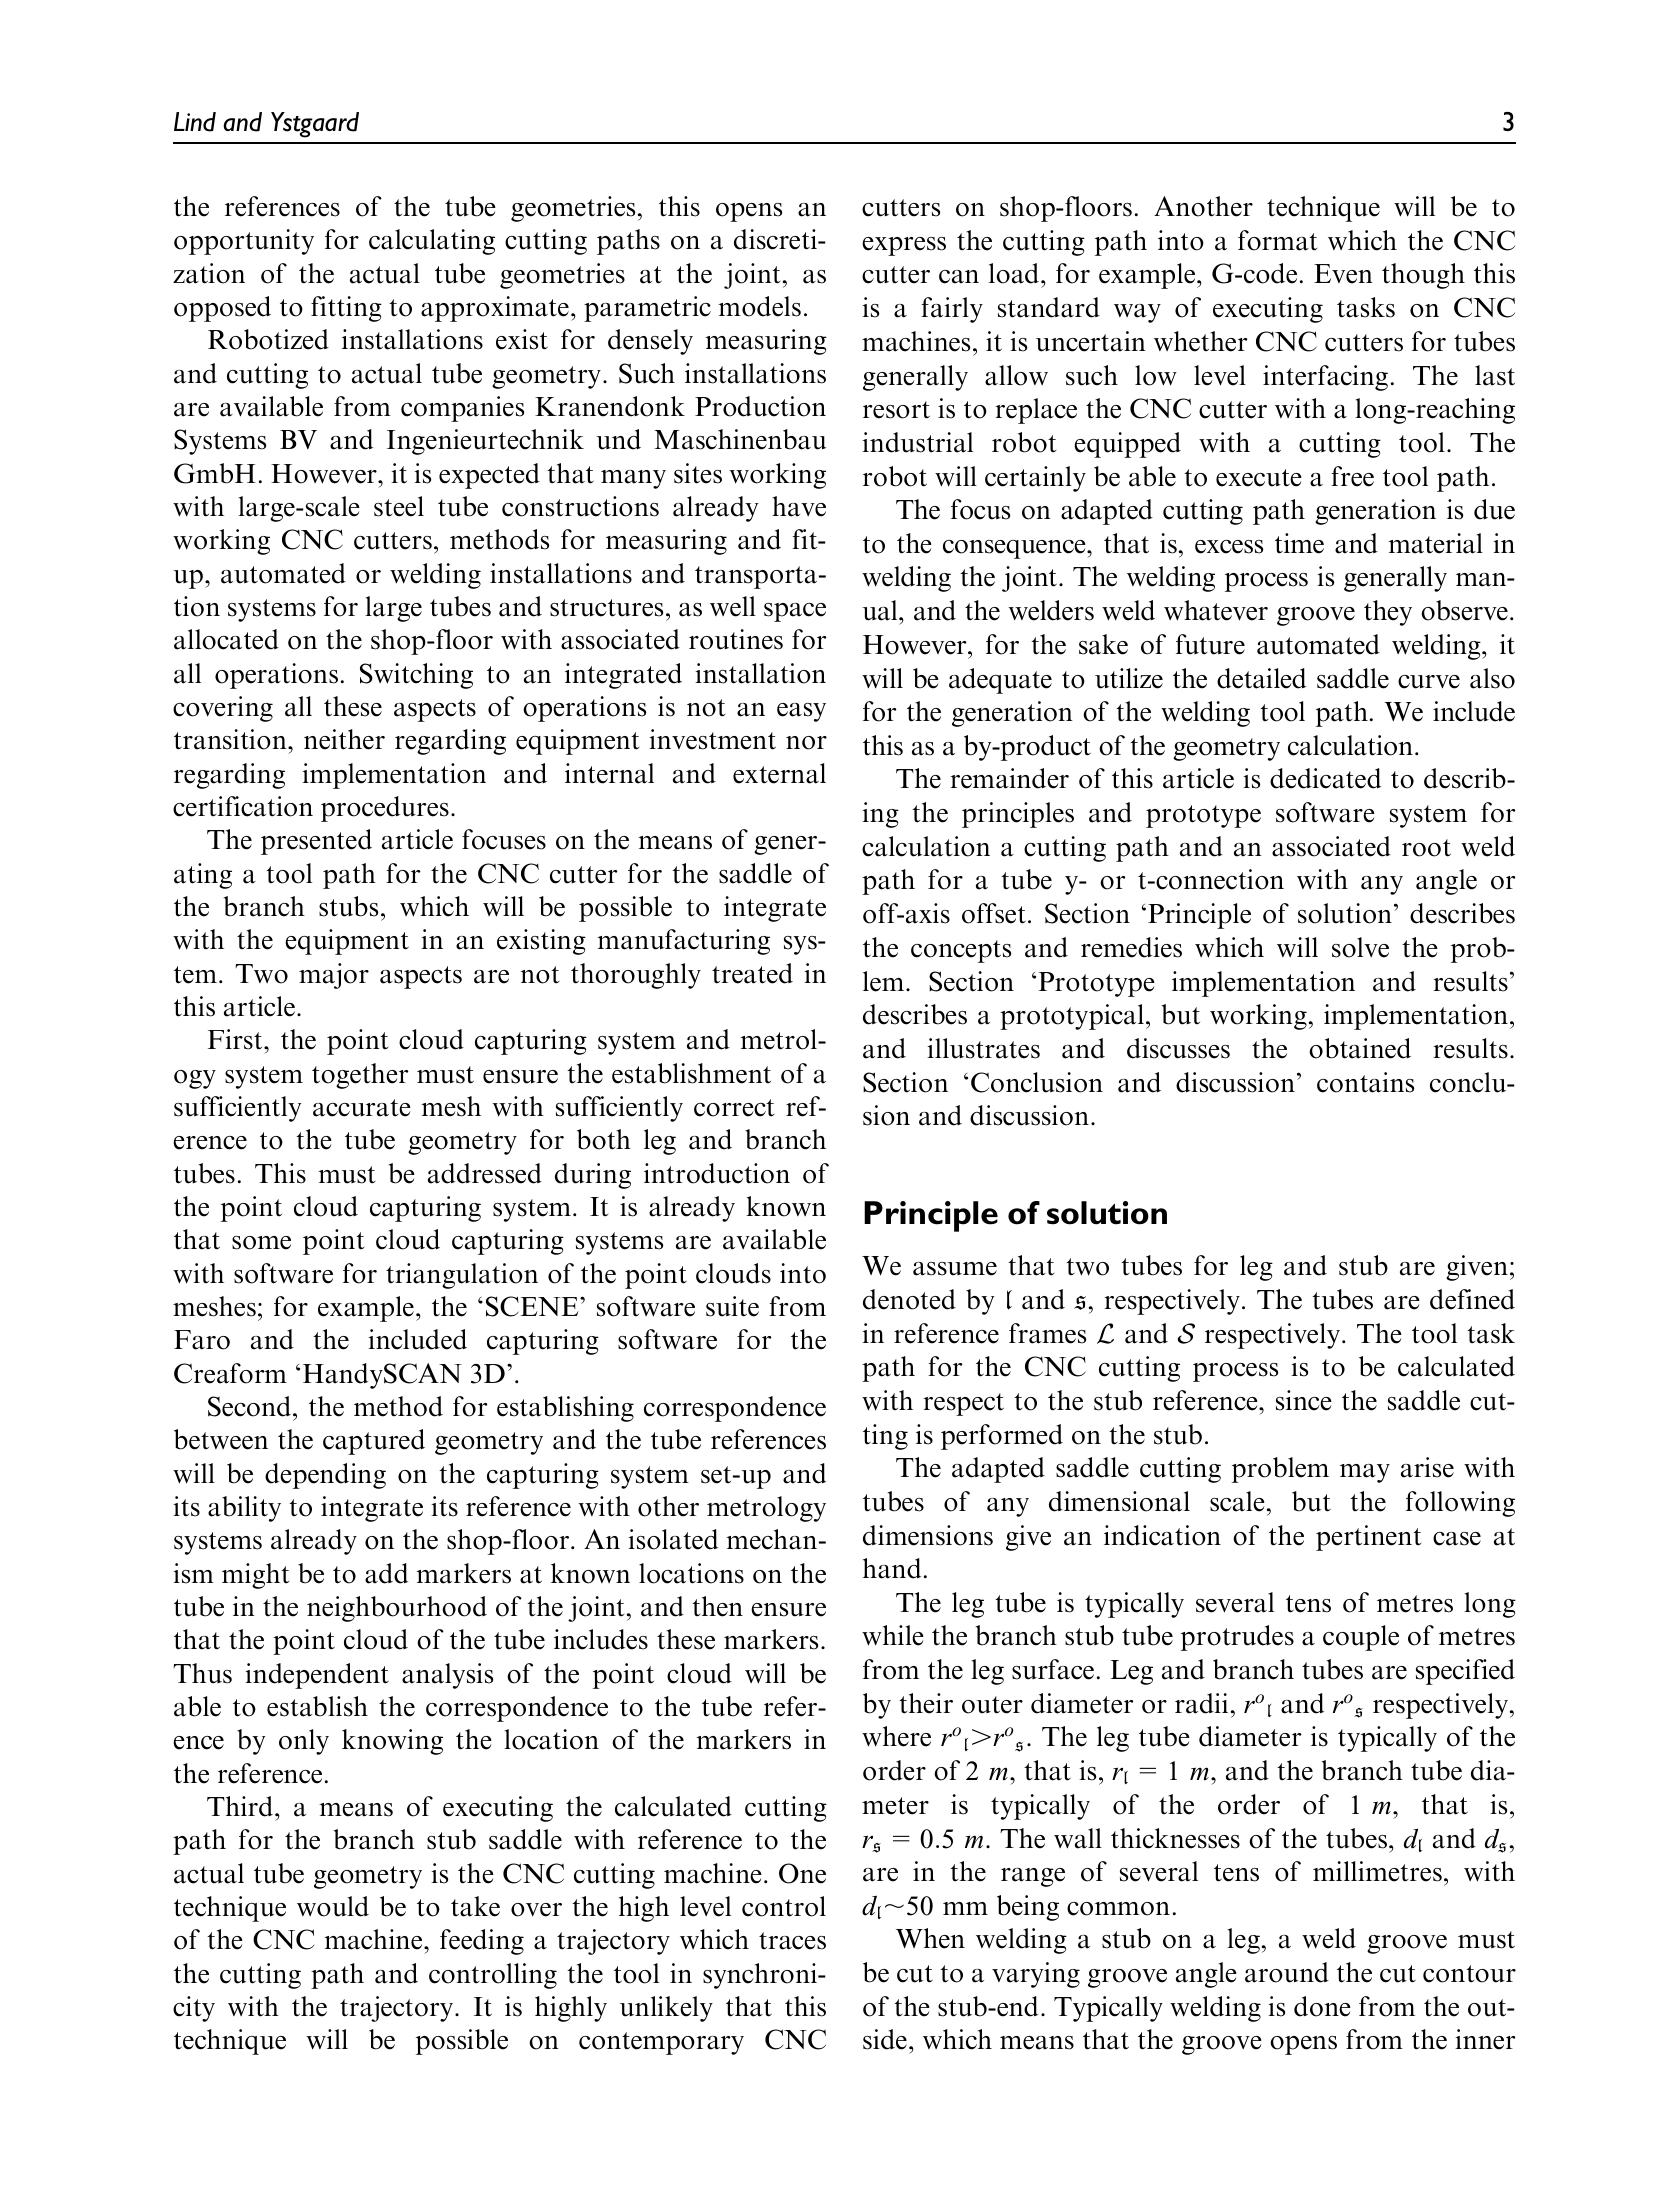 Lind and Ystgaard
3
the references of the tube geometries, this opens an
opportunity for calculating cutting paths on a discreti-
zation of the actual tube geometries at the joint, as
opposed to fitting to approximate, parametric models.
Robotized installations exist for densely measuring
and cutting to actual tube geometry. Such installations
are available from companies Kranendonk Production
Systems BV and Ingenieurtechnik und Maschinenbau
GmbH. However, it is expected that many sites working
with large-scale steel tube constructions already have
working CNC cutters, methods for measuring and fit-
up, automated or welding installations and transporta-
tion systems for large tubes and structures, as well space
allocated on the shop-floor with associated routines for
all operations. Switching to an integrated installation
covering all these aspects of operations is not an easy
transition, neither regarding equipment investment nor
regarding implementation and internal and external
certification procedures.
The presented article focuses on the means of gener-
ating a tool path for the CNC cutter for the saddle of
the branch stubs, which will be possible to integrate
with the equipment in an existing manufacturing sys-
tem. Two major aspects are not thoroughly treated in
this article.
First, the point cloud capturing system and metrol-
ogy system together must ensure the establishment of a
sufficiently accurate mesh with sufficiently correct ref-
erence to the tube geometry for both leg and branch
tubes. This must be addressed during introduction of
the point cloud capturing system. It is already known
that some point cloud capturing systems are available
with software for triangulation of the point clouds into
meshes; for example, the ‘SCENE’ software suite from
Faro and the included capturing software for the
Creaform ‘HandySCAN 3D’.
Second, the method for establishing correspondence
between the captured geometry and the tube references
will be depending on the capturing system set-up and
its ability to integrate its reference with other metrology
systems already on the shop-floor. An isolated mechan-
ism might be to add markers at known locations on the
tube in the neighbourhood of the joint, and then ensure
that the point cloud of the tube includes these markers.
Thus independent analysis of the point cloud will be
able to establish the correspondence to the tube refer-
ence by only knowing the location of the markers in
the reference.
Third, a means of executing the calculated cutting
path for the branch stub saddle with reference to the
actual tube geometry is the CNC cutting machine. One
technique would be to take over the high level control
of the CNC machine, feeding a trajectory which traces
the cutting path and controlling the tool in synchroni-
city with the trajectory. It is highly unlikely that this
technique will be possible on contemporary CNC
cutters on shop-floors. Another technique will be to
express the cutting path into a format which the CNC
cutter can load, for example, G-code. Even though this
is a fairly standard way of executing tasks on CNC
machines, it is uncertain whether CNC cutters for tubes
generally allow such low level interfacing. The last
resort is to replace the CNC cutter with a long-reaching
industrial robot equipped with a cutting tool. The
robot will certainly be able to execute a free tool path.
The focus on adapted cutting path generation is due
to the consequence, that is, excess time and material in
welding the joint. The welding process is generally man-
ual, and the welders weld whatever groove they observe.
However, for the sake of future automated welding, it
will be adequate to utilize the detailed saddle curve also
for the generation of the welding tool path. We include
this as a by-product of the geometry calculation.
The remainder of this article is dedicated to describ-
ing the principles and prototype software system for
calculation a cutting path and an associated root weld
path for a tube y- or t-connection with any angle or
off-axis offset. Section ‘Principle of solution’ describes
the concepts and remedies which will solve the prob-
lem. Section ‘Prototype implementation and results’
describes a prototypical, but working, implementation,
and illustrates and discusses the obtained results.
Section ‘Conclusion and discussion’ contains conclu-
sion and discussion.
Principle of solution
We assume that two tubes for leg and stub are given;
denoted by 𝔩 and 𝔰, respectively. The tubes are defined
in reference frames ℒ and 𝒮 respectively. The tool task
path for the CNC cutting process is to be calculated
with respect to the stub reference, since the saddle cut-
ting is performed on the stub.
The adapted saddle cutting problem may arise with
tubes of any dimensional scale, but the following
dimensions give an indication of the pertinent case at
hand.
The leg tube is typically several tens of metres long
while the branch stub tube protrudes a couple of metres
from the leg surface. Leg and branch tubes are specified
by their outer diameter or radii, rᵒ𝔩 and rᵒ𝔰 respectively,
where rᵒ𝔩>rᵒ𝔰. The leg tube diameter is typically of the
order of 2 m, that is, r𝔩 = 1 m, and the branch tube dia-
meter is typically of the order of 1 m, that is,
r𝔰 = 0.5 m. The wall thicknesses of the tubes, d𝔩 and d𝔰,
are in the range of several tens of millimetres, with
d𝔩~50 mm being common.
When welding a stub on a leg, a weld groove must
be cut to a varying groove angle around the cut contour
of the stub-end. Typically welding is done from the out-
side, which means that the groove opens from the inner